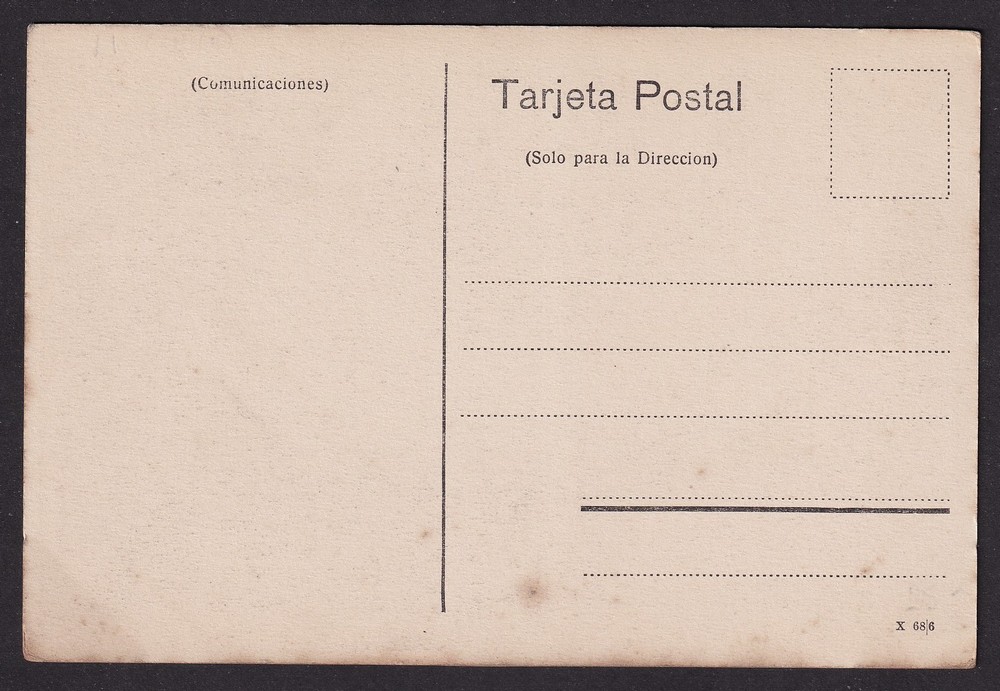 (Comunicaciones)
Tarjeta Postal
(Solo para la Direccion)
X 68|6